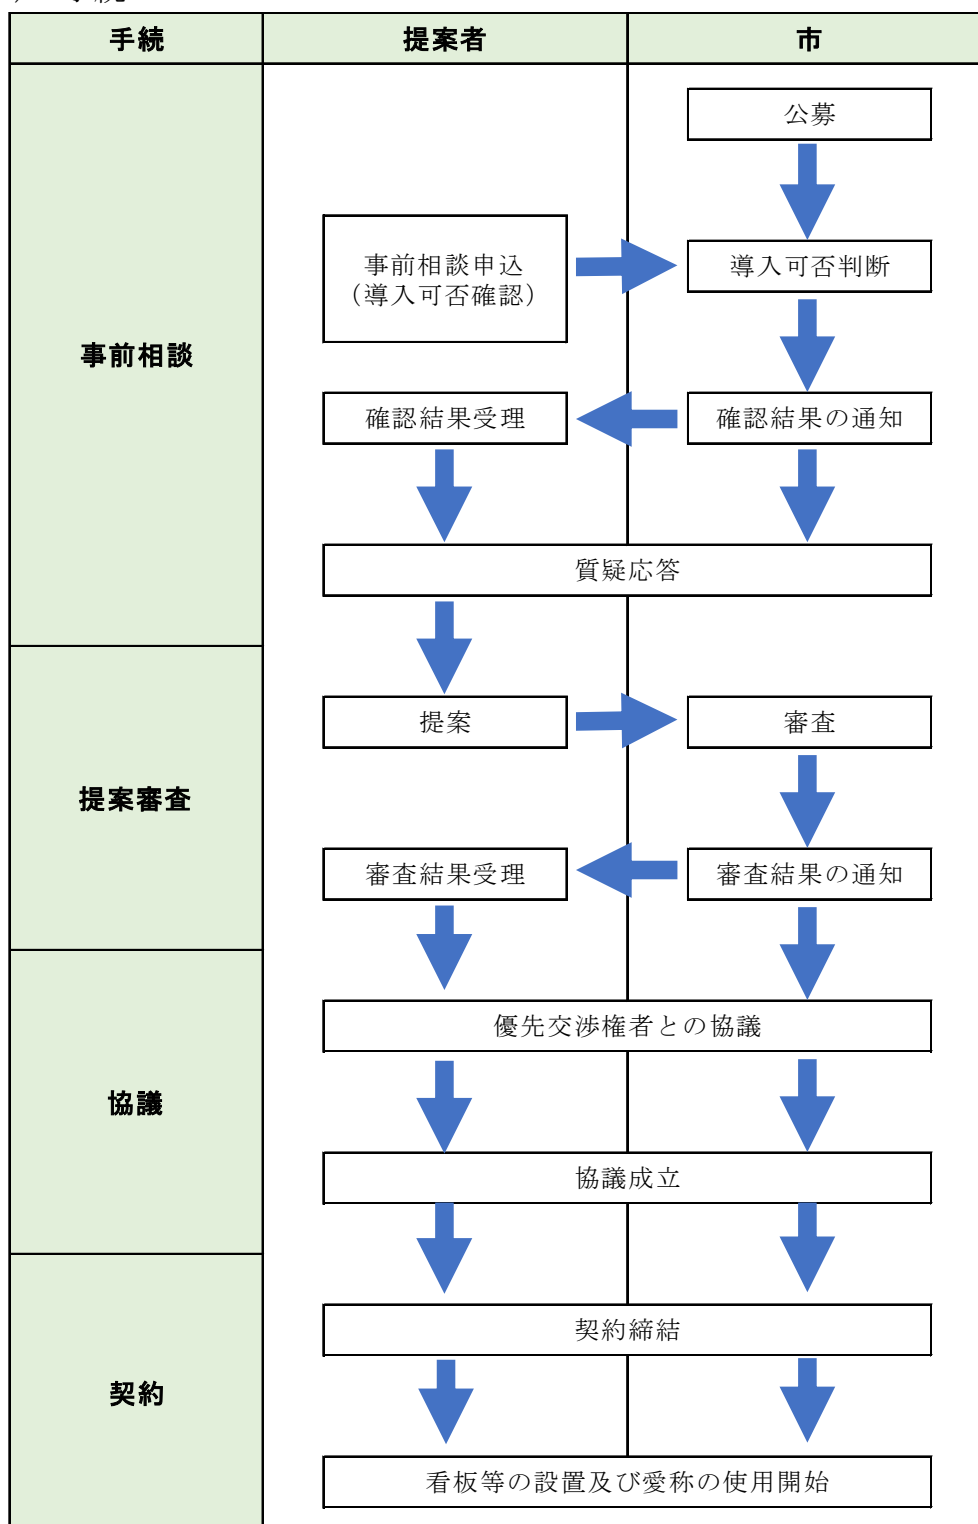 手続
提案者
市
事前相談
公募
事前相談申込
（導入可否確認）
導入可否判断
確認結果受理
確認結果の通知
質疑応答
提案審査
提案
審査
審査結果受理
審査結果の通知
協議
優先交渉権者との協議
協議成立
契約
契約締結
看板等の設置及び愛称の使用開始